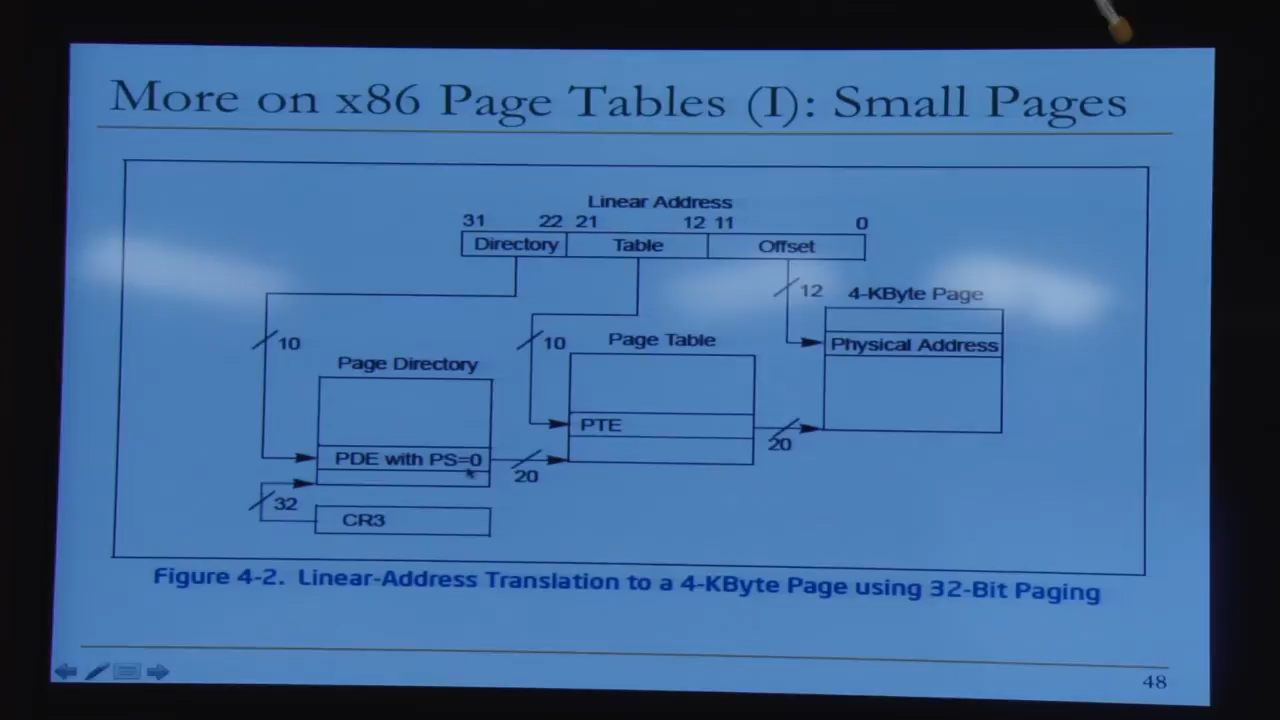 More on x86 Page Tables (I): Small Pages
Linear Address
31 22 21 12 11 0
Directory Table Offset
12
4-KByte Page
10
10
Page Table
Physical Address
Page Directory
PTE
20
PDE with PS=0
20
32
CR3
Figure 4-2. Linear-Address Translation to a 4-KByte Page using 32-Bit Paging
48